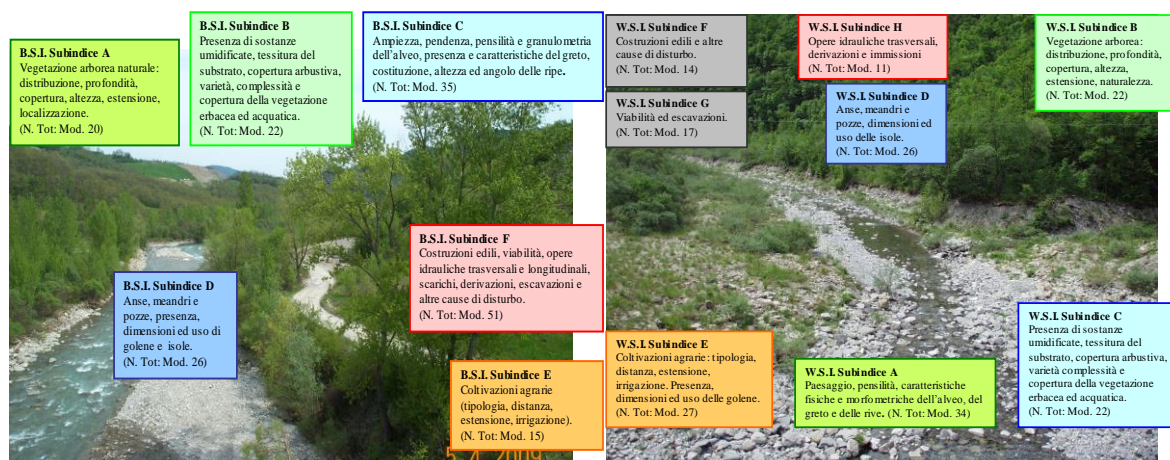 B.S.I. Subindice A
Vegetazione arborea naturale:
distribuzione, profondità,
copertura, altezza, estensione,
localizzazione.
(N. Tot: Mod. 20)
B.S.I. Subindice B
Presenza di sostanze
umidificate, tessitura del
substrato, copertura arbustiva,
varietà, complessità e
copertura della vegetazione
erbacea ed acquatica.
(N. Tot: Mod. 22)
B.S.I. Subindice C
Ampiezza, pendenza, pensilità e granulometria
dell'alveo, presenza e caratteristiche del greto,
costituzione, altezza ed angolo delle ripe.
(N. Tot: Mod. 35)
B.S.I. Subindice D
Anse, meandri e
pozze, presenza,
dimensioni ed uso di
golene e isole.
(N. Tot: Mod. 26)
B.S.I. Subindice F
Costruzioni edili, viabilità, opere
idrauliche trasversali e longitudinali,
scarichi, derivazioni, escavazioni e
altre cause di disturbo.
(N. Tot: Mod. 51)
B.S.I. Subindice E
Coltivazioni agrarie
(tipologia, distanza,
estensione, irrigazione).
(N. Tot: Mod. 15)
W.S.I. Subindice F
Costruzioni edili e altre
cause di disturbo.
(N. Tot: Mod. 14)
W.S.I. Subindice G
Viabilità ed escavazioni.
(N. Tot: Mod. 17)
W.S.I. Subindice H
Opere idrauliche trasversali,
derivazioni e immissioni
(N. Tot: Mod. 11)
W.S.I. Subindice D
Anse, meandri e
pozze, dimensioni ed
uso delle isole.
(N. Tot: Mod. 26)
W.S.I. Subindice B
Vegetazione arborea:
distribuzione, profondità,
copertura, altezza,
estensione, naturalezza.
(N. Tot: Mod. 22)
W.S.I. Subindice E
Coltivazioni agrarie: tipologia,
distanza, estensione,
irrigazione. Presenza,
dimensioni ed uso delle golene.
(N. Tot: Mod. 27)
W.S.I. Subindice A
Paesaggio, pensilità, caratteristiche
fisiche e morfometriche dell'alveo, del
greto e delle rive. (N. Tot: Mod. 34)
W.S.I. Subindice C
Presenza di sostanze
umidificate, tessitura del
substrato, copertura arbustiva,
varietà complessità e
copertura della vegetazione
erbacea ed acquatica.
(N. Tot: Mod. 22)